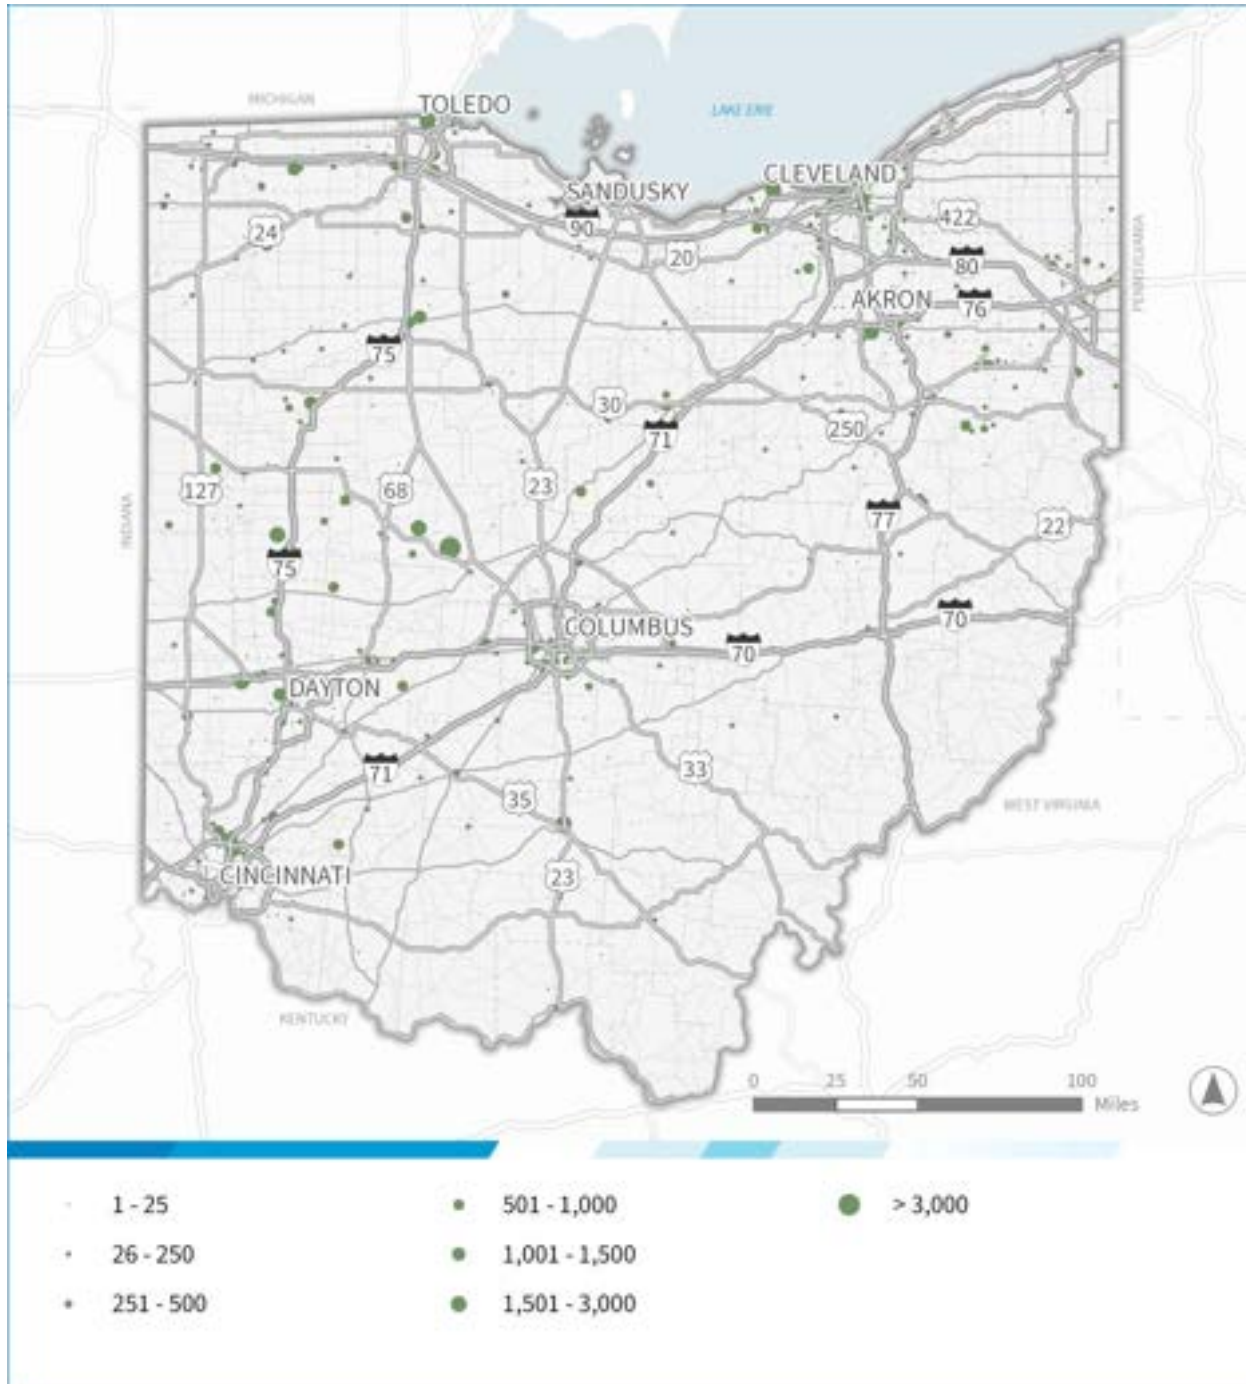 MICHIGAN
TOLEDO
LAKE ERIE
CLEVELAND
SANDUSKY
90
24
20
422
80
PENNSYLVANIA
AKRON
76
75
30
71
250
127
68
23
77
22
INDIANA
75
COLUMBUS
70
70
DAYTON
71
33
35
WEST VIRGINIA
CINCINNATI
23
KENTUCKY
0 25 50 100
Miles
1 - 25
26 - 250
251 - 500
501 - 1,000
1,001 - 1,500
1,501 - 3,000
> 3,000